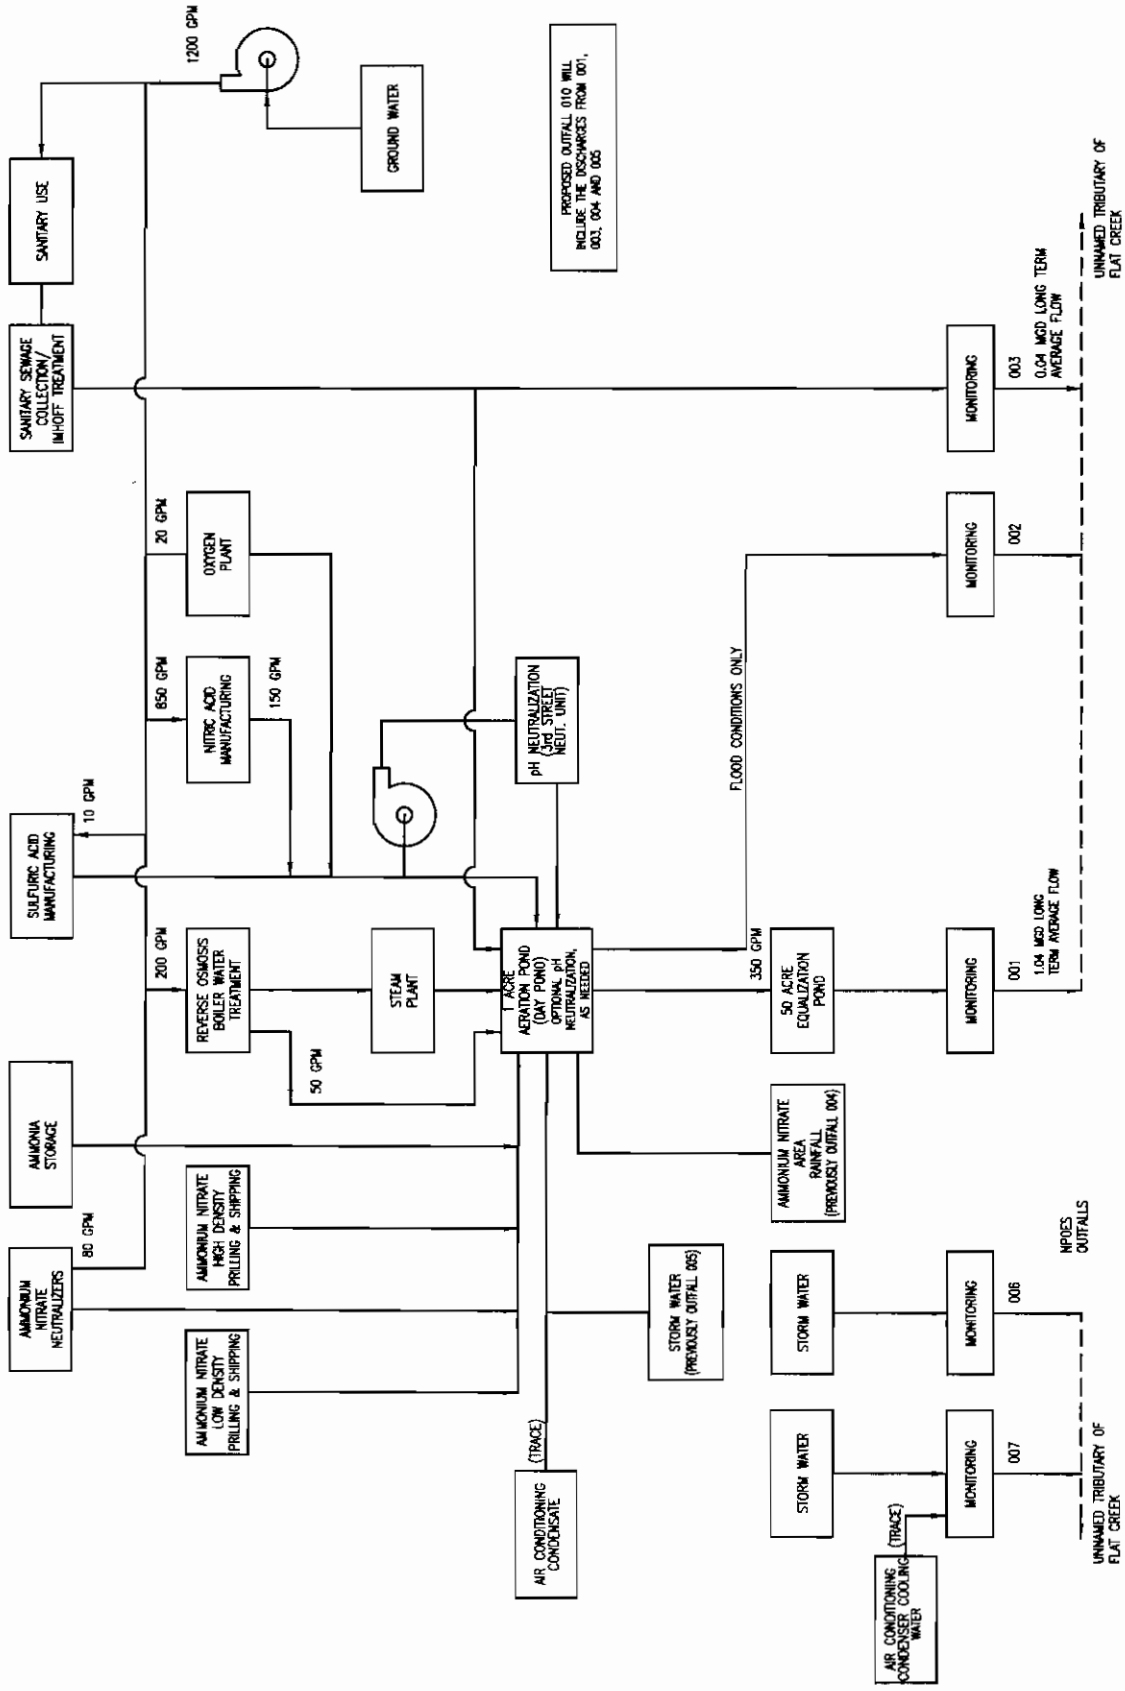 AMMONIUM
NITRATE
NEUTRALIZERS
80 GPM
AMMONIA
STORAGE
SULFURIC ACID
MANUFACTURING
10 GPM
SANITARY SEWAGE
COLLECTION/
IMHOFF TREATMENT
SANITARY USE
1200 GPM
AMMONIUM NITRATE
LOW DENSITY
PRILLING & SHIPPING
AMMONIUM NITRATE
HIGH DENSITY
PRILLING & SHIPPING
200 GPM
REVERSE OSMOSIS
BOILER WATER
TREATMENT
50 GPM
850 GPM
NITRIC ACID
MANUFACTURING
150 GPM
20 GPM
OXYGEN
PLANT
GROUND WATER
STEAM
PLANT
AIR CONDITIONING
CONDENSATE
(TRACE)
1 ACRE
AERATION POND
(DAY POND)
OPTIONAL pH
NEUTRALIZATION,
AS NEEDED
pH NEUTRALIZATION
(3rd STREET
NEUT. UNIT)
PROPOSED OUTFALL 010 WILL
INCLUDE THE DISCHARGES FROM 001,
003, 004 AND 005
STORM WATER
(PREVIOUSLY OUTFALL 005)
350 GPM
FLOOD CONDITIONS ONLY
STORM WATER
STORM WATER
AMMONIUM NITRATE
AREA
RAINFALL
(PREVIOUSLY OUTFALL 004)
50 ACRE
EQUALIZATION
POND
AIR CONDITIONING
CONDENSER COOLING
WATER
(TRACE)
MONITORING
007
MONITORING
006
MONITORING
001
1.04 MGD LONG
TERM AVERAGE FLOW
MONITORING
002
MONITORING
003
0.04 MGD LONG TERM
AVERAGE FLOW
NPDES
OUTFALLS
UNNAMED TRIBUTARY OF
FLAT CREEK
UNNAMED TRIBUTARY OF
FLAT CREEK